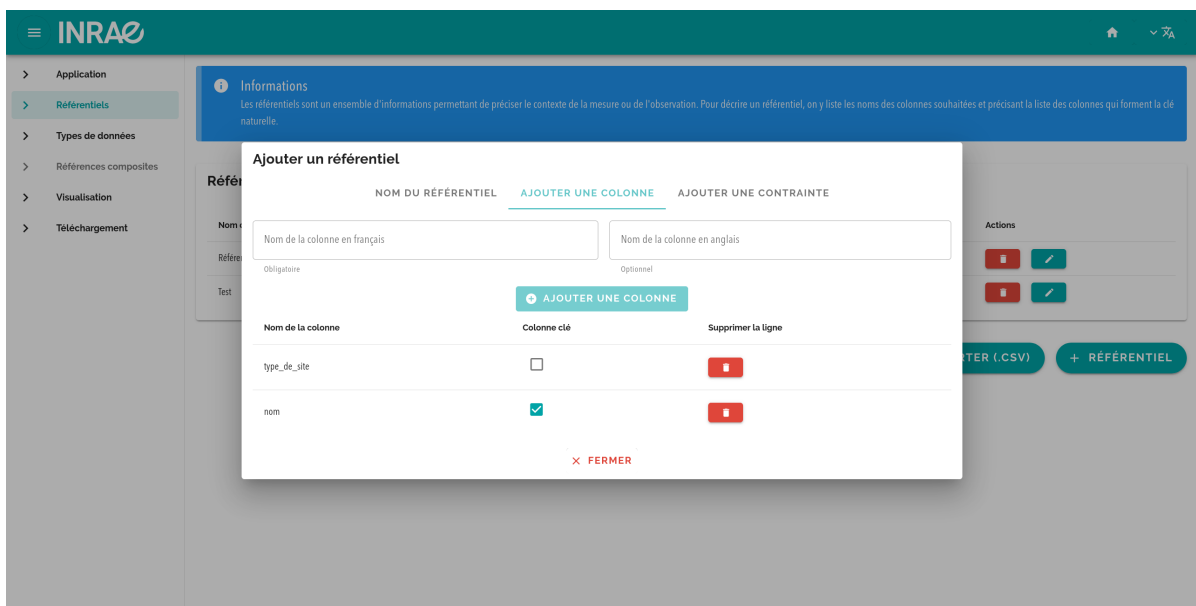 INRAE
Application
Référentiels
Types de données
Références composites
Visualisation
Téléchargement
Informations
Les référentiels sont un ensemble d'informations permettant de préciser le contexte de la mesure ou de l'observation. Pour décrire un référentiel, on y liste les noms des colonnes souhaitées et précisant la liste des colonnes qui forment la clé
naturelle.
Ajouter un référentiel
NOM DU RÉFÉRENTIEL AJOUTER UNE COLONNE AJOUTER UNE CONTRAINTE
Nom de la colonne en français Nom de la colonne en anglais
Obligatoire Optionnel
AJOUTER UNE COLONNE
Nom de la colonne Colonne clé Supprimer la ligne
type_de_site
nom
FERMER
Nom
Test
Actions
(.CSV)
+ RÉFÉRENTIEL